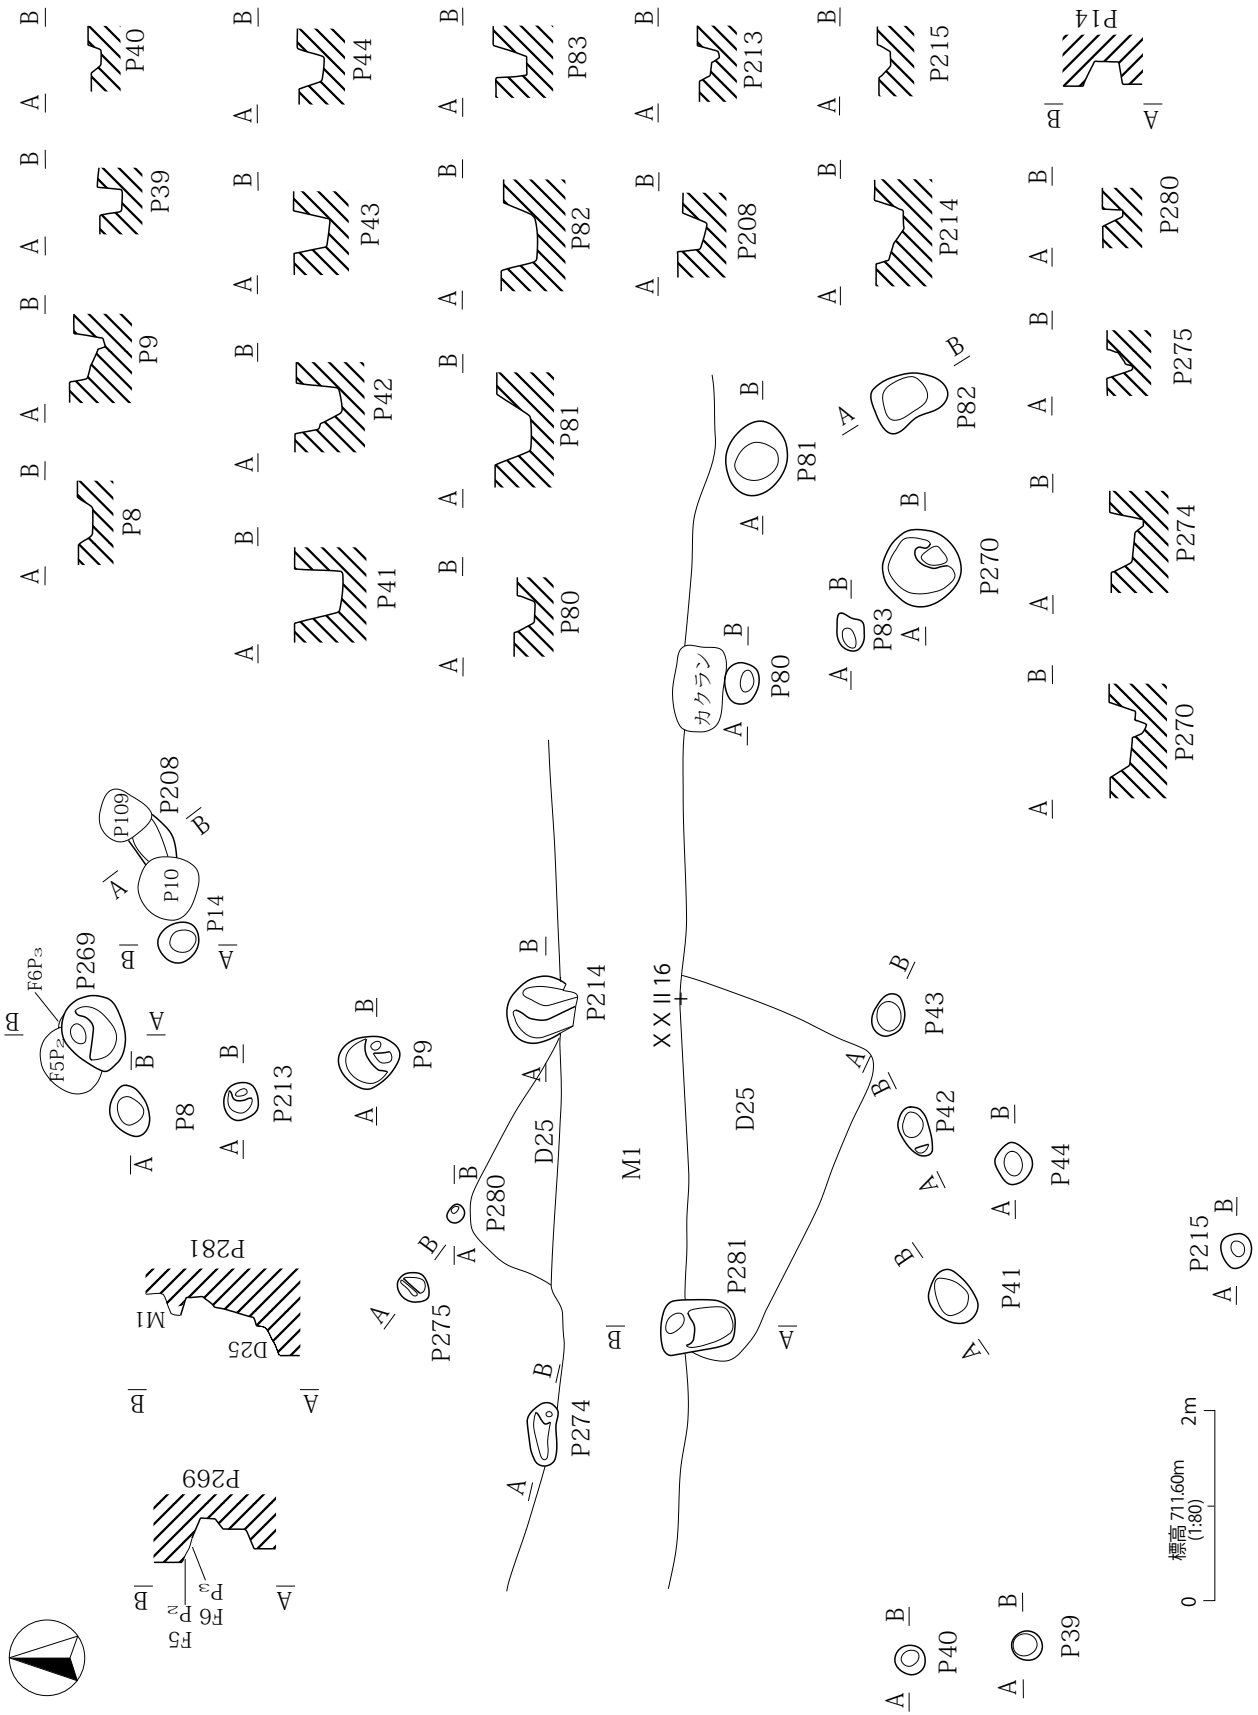 B
B
B
B
B
P40
P44
P83
P213
P215
P14
A
A
A
A
A
B
A
B
B
B
B
B
B
P39
P43
P82
P208
P214
P280
A
A
A
A
A
A
B
B
B
B
P9
P42
P81
P275
A
A
A
A
B
B
B
B
P8
P41
P80
P274
A
A
A
A
B
P270
A
A
B
P82
B
P81
A
B
P270
A
B
P83
A
カクラン
B
P80
A
P109
P208
B
A
P10
P14
B
A
F6P₃
P269
B
A
F5P₂
B
P8
A
B
P213
A
B
P9
A
B
P214
A
XXII16
D25
D25
M1
B
P43
A
B
P42
A
B
P44
A
B
P41
A
B
P215
A
B
P280
A
B
P275
A
B
P281
A
B
P274
A
P281
M1
D25
B
A
P269
B
A
F5 P₂
F6 P₃
B
P40
A
B
P39
A
標高 711.60m
(1:80)
0
2m